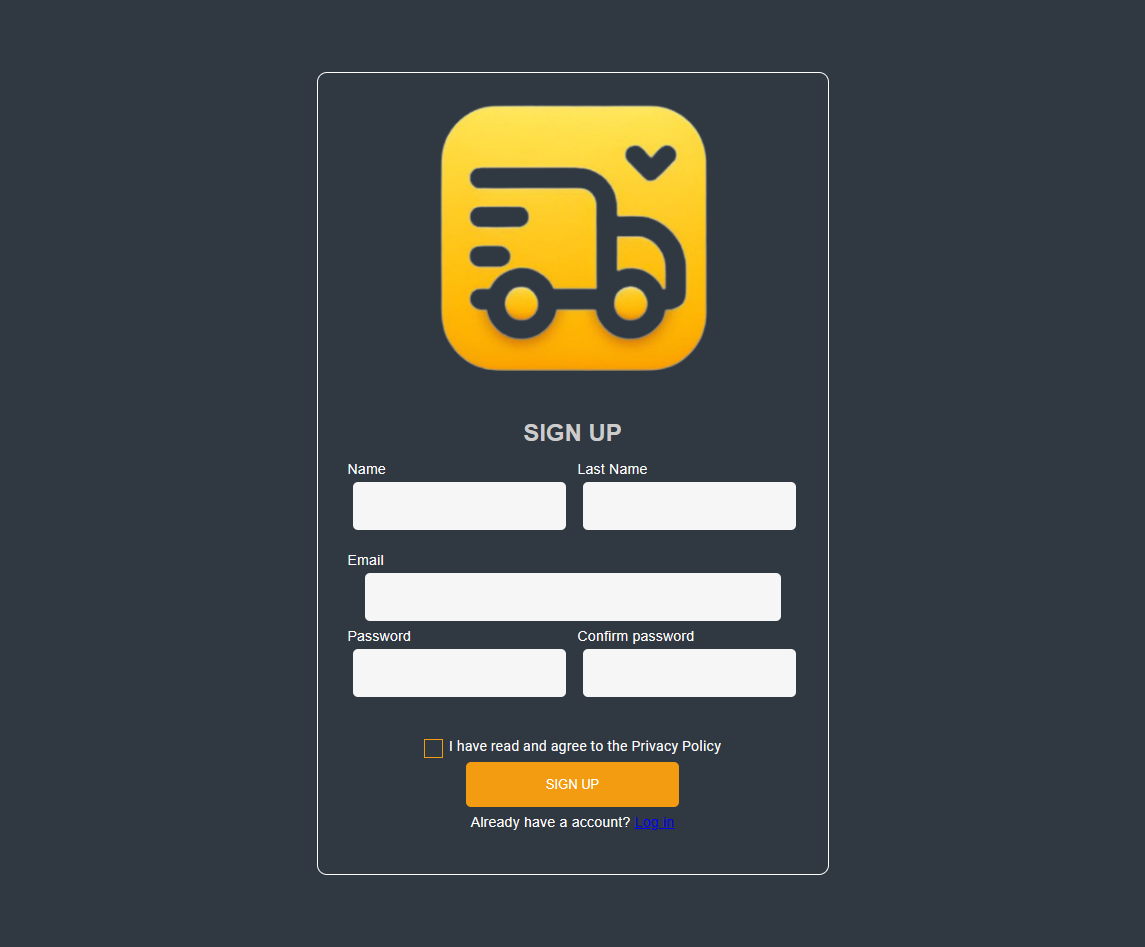 SIGN UP
Name Last Name
Email
Password Confirm password
I have read and agree to the Privacy Policy
SIGN UP
Already have a account? Log in